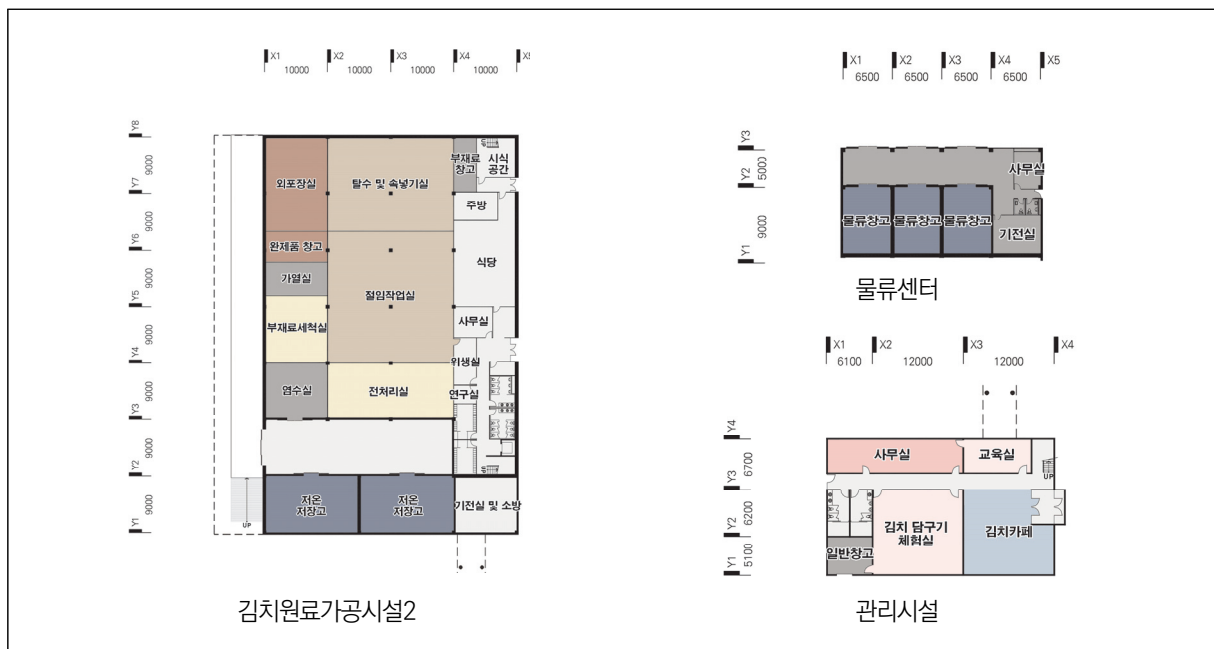 X1 X2 X3 X4 X5
10000 10000 10000 10000
Y8
9000
Y7
9000
Y6
9000
Y5
9000
Y4
9000
Y3
9000
Y2
9000
Y1
외포장실
탈수 및 속넣기실
부재료
창고
시식
공간
주방
완제품 창고
식당
가열실
절임작업실
사무실
부재료세척실
위생실
염수실
전처리실
연구실
UP
저온
저장고
저온
저장고
기전실 및 소방
UP
김치원료가공시설2
X1 X2 X3 X4 X5
6500 6500 6500 6500
Y3
5000
Y2
9000
Y1
사무실
물류창고 물류창고 물류창고
기전실
물류센터
X1 X2 X3 X4
6100 12000 12000
Y4
6700
Y3
6200
Y2
5100
Y1
사무실
교육실
UP
김치 담구기
체험실
김치카페
일반창고
관리시설